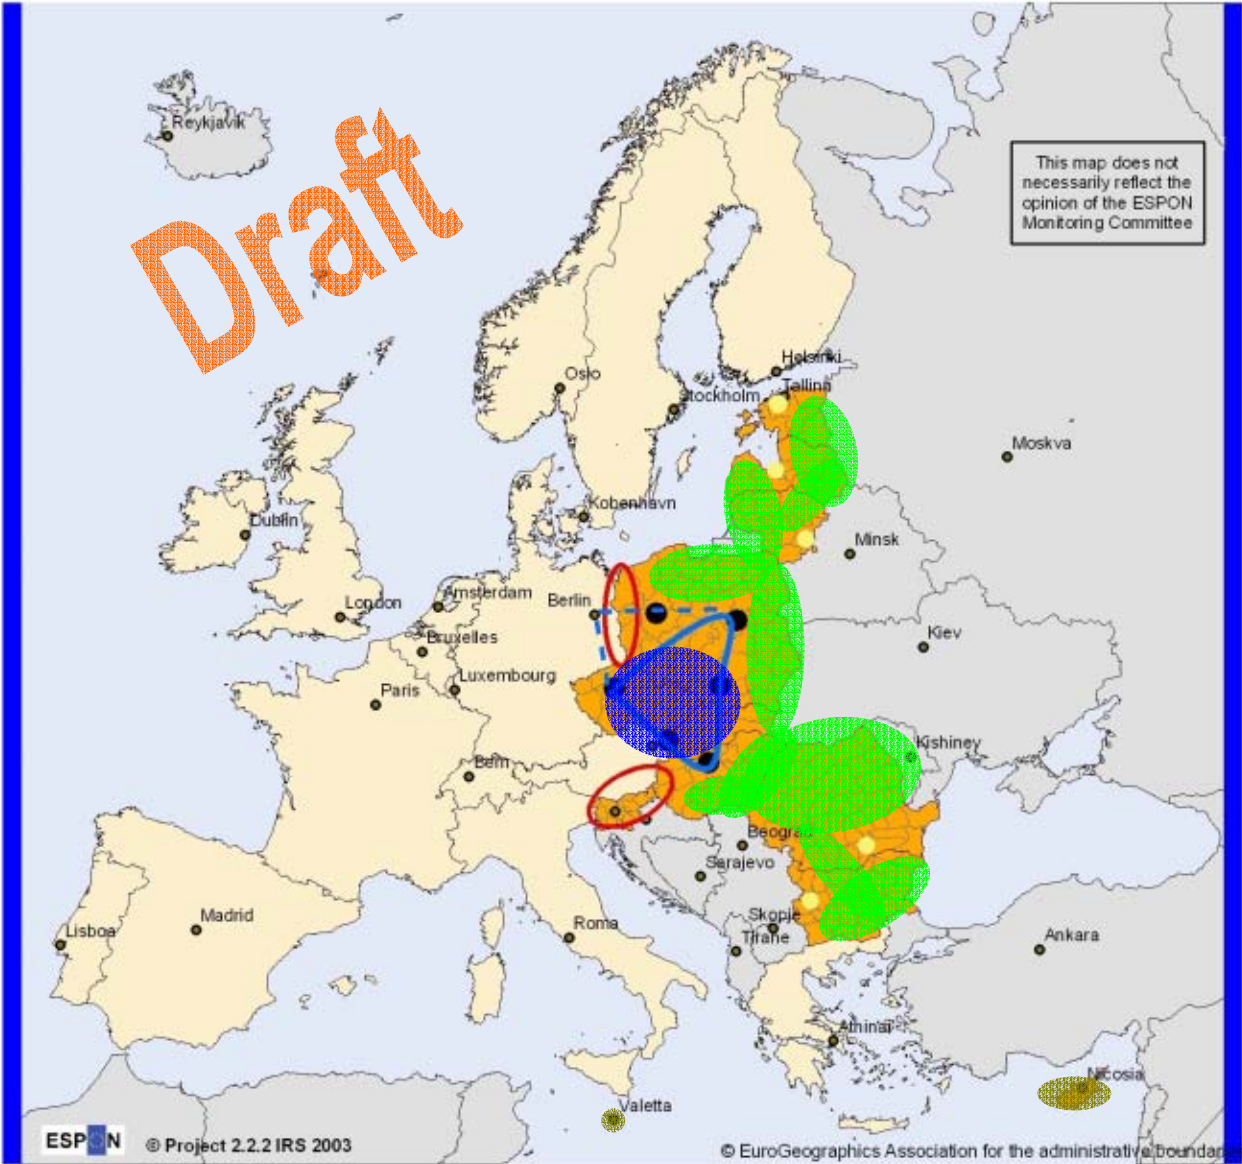 Reykjavik
Draft
This map does not
necessarily reflect the
opinion of the ESPON
Monitoring Committee
Helsinki
Oslo
Tallinn
Stockholm
Moskva
Kobenhavn
Dublin
Minsk
Amsterdam
Berlin
London
Kiev
Bruxelles
Luxembourg
Paris
Kishinev
Bern
Beograd
Sarajevo
Madrid
Skopje
Roma
Lisboa
Tirane
Ankara
Athinai
Nicosia
Valetta
ESPON
© Project 2.2.2 IRS 2003
© EuroGeographics Association for the administrative boundaries